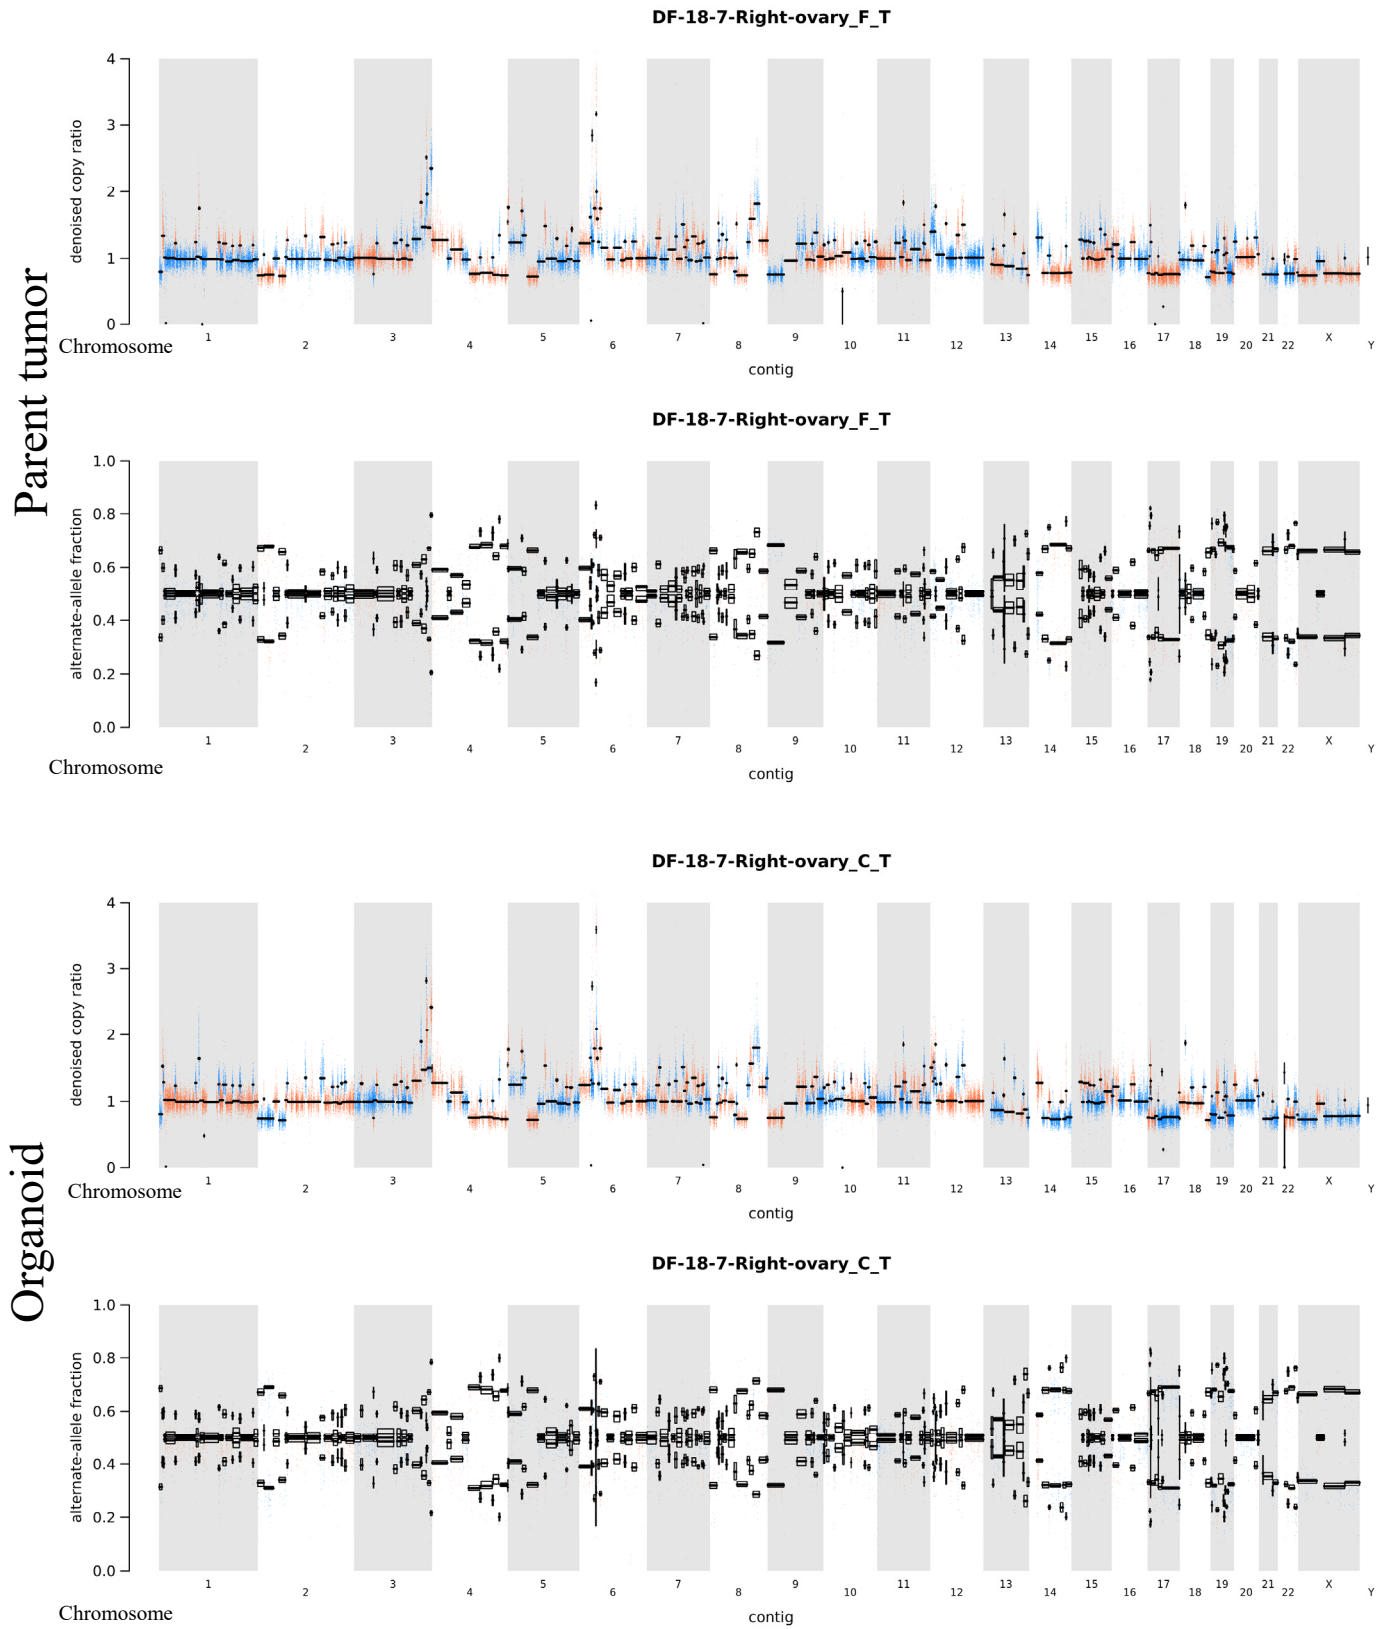 Parent tumor
DF-18-7-Right-ovary_F_T
denoised copy ratio
4
3
2
1
0
Chromosome
1 2 3 4 5 6 7 8 9 10 11 12 13 14 15 16 17 18 19 20 21 22 X Y
contig
DF-18-7-Right-ovary_F_T
alternate-allele fraction
1.0
0.8
0.6
0.4
0.2
0.0
1 2 3 4 5 6 7 8 9 10 11 12 13 14 15 16 17 18 19 20 21 22 X Y
Chromosome
contig
Organoid
DF-18-7-Right-ovary_C_T
denoised copy ratio
4
3
2
1
0
Chromosome
1 2 3 4 5 6 7 8 9 10 11 12 13 14 15 16 17 18 19 20 21 22 X Y
contig
DF-18-7-Right-ovary_C_T
alternate-allele fraction
1.0
0.8
0.6
0.4
0.2
0.0
1 2 3 4 5 6 7 8 9 10 11 12 13 14 15 16 17 18 19 20 21 22 X Y
Chromosome
contig